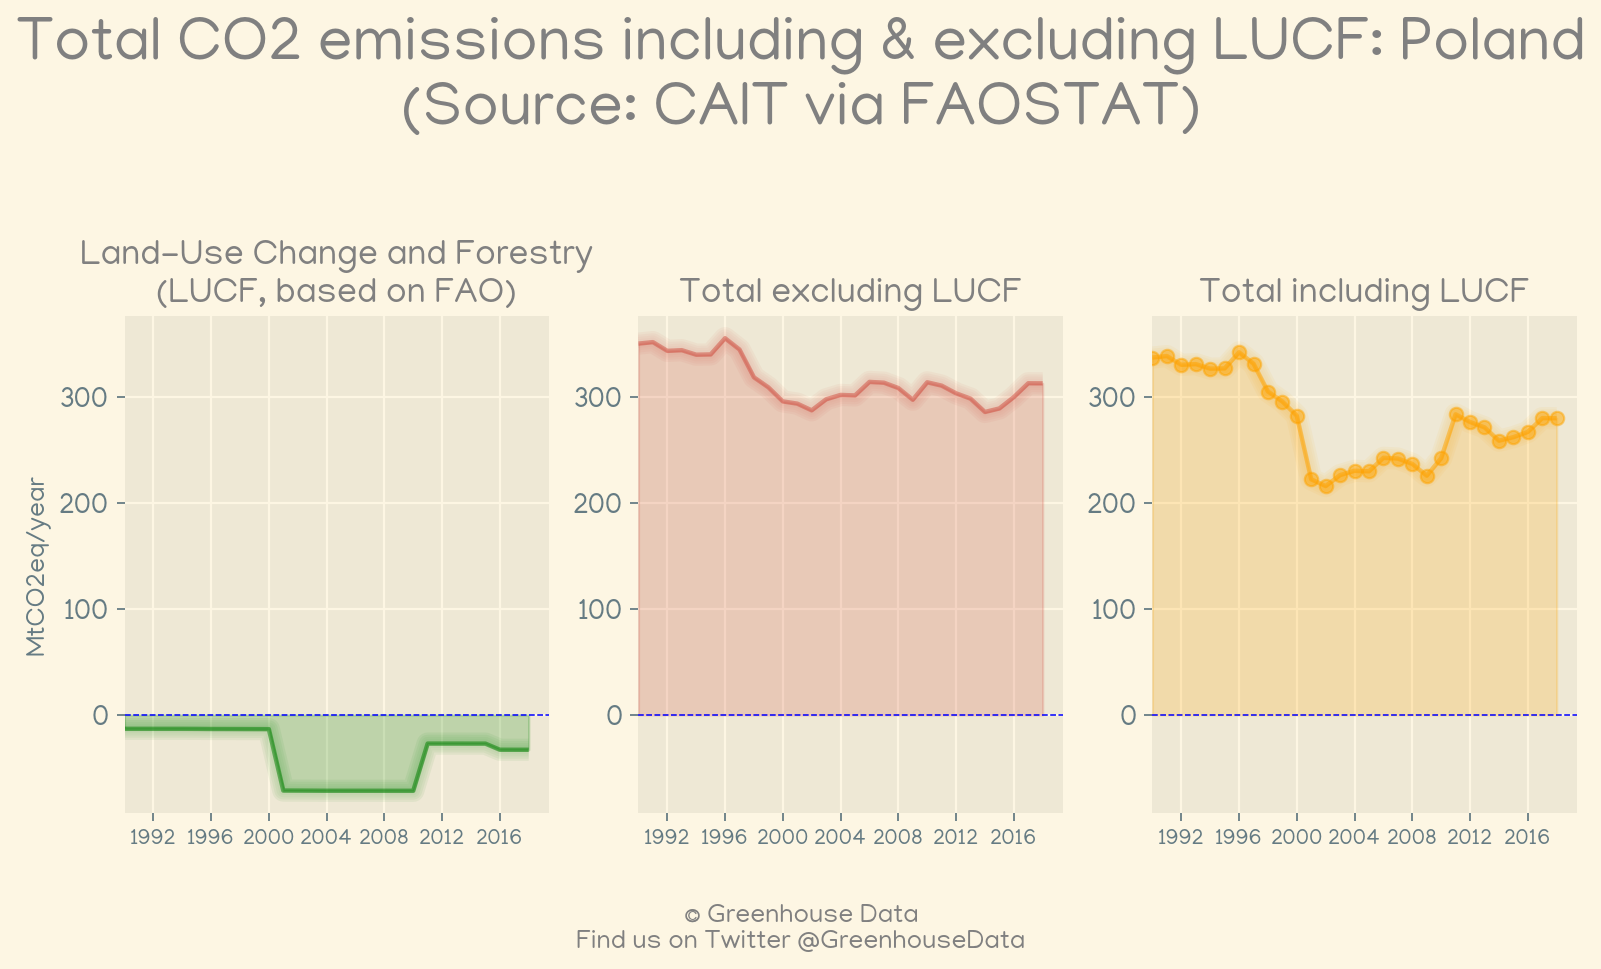 Total CO2 emissions including & excluding LUCF: Poland
(Source: CAIT via FAOSTAT)
Land-Use Change and Forestry
(LUCF, based on FAO)
MtCO2eq/year
300
200
100
0
1992 1996 2000 2004 2008 2012 2016
Total excluding LUCF
300
200
100
0
1992 1996 2000 2004 2008 2012 2016
Total including LUCF
300
200
100
0
1992 1996 2000 2004 2008 2012 2016
© Greenhouse Data
Find us on Twitter @GreenhouseData